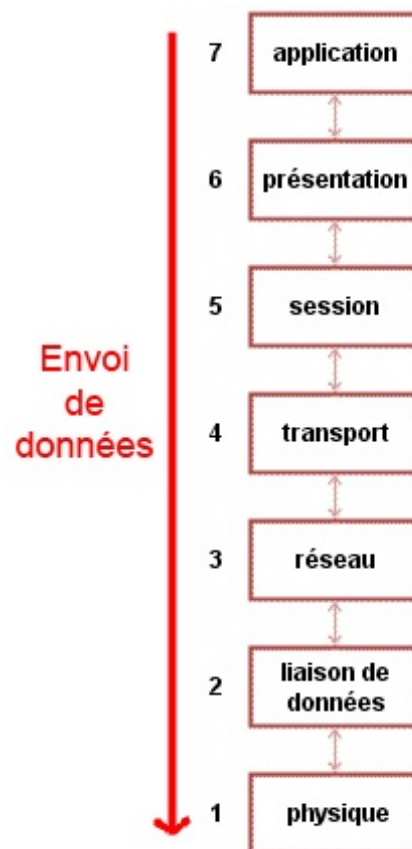 7 application
6 présentation
5 session
Envoi
de
données
4 transport
3 réseau
2 liaison de
données
1 physique